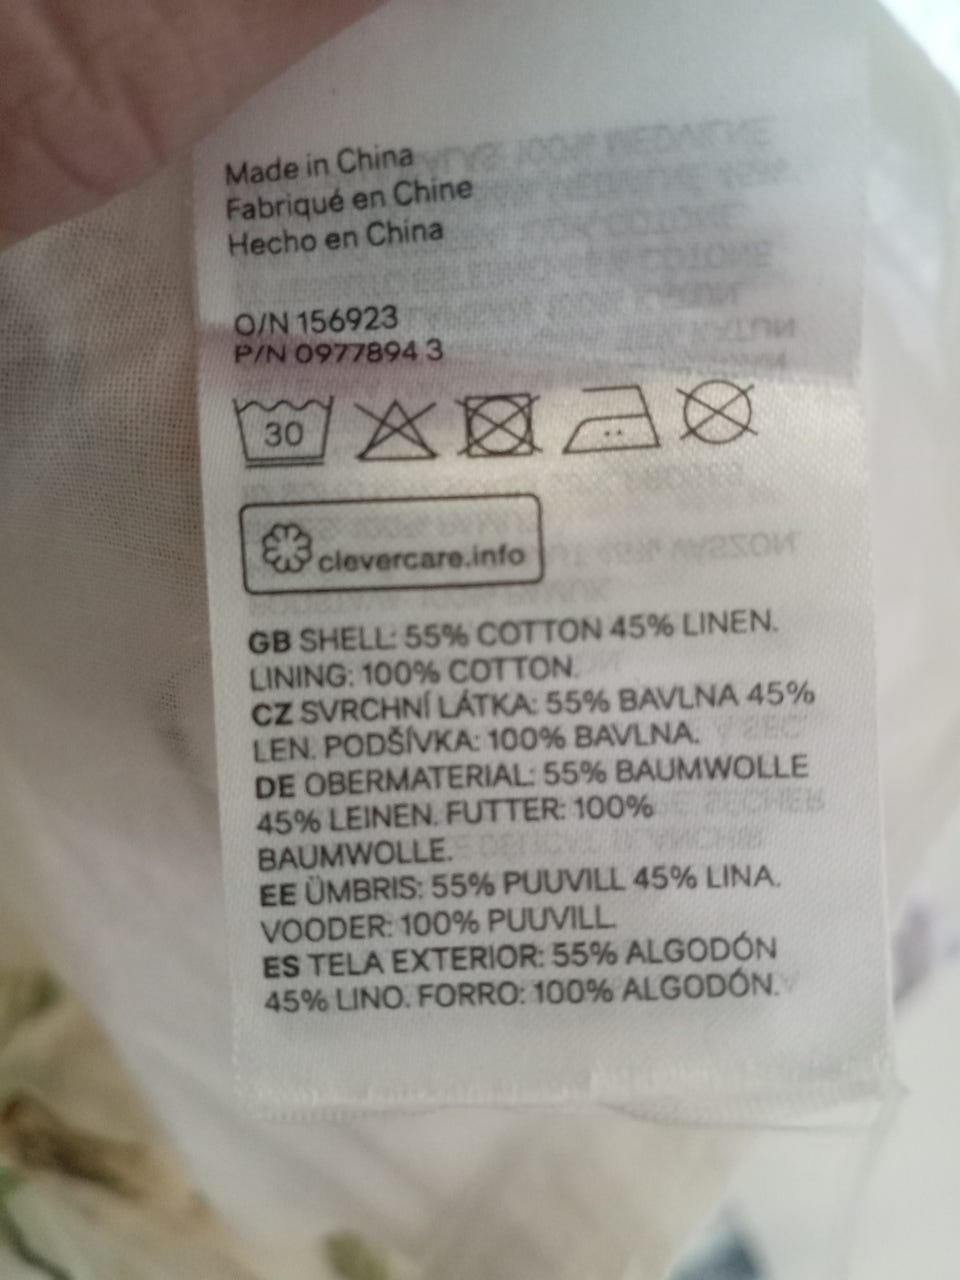 Made in China
Fabriqué en Chine
Hecho en China
O/N 156923
P/N 0977894 3
30
clevercare.info
GB SHELL: 55% COTTON 45% LINEN.
LINING: 100% COTTON.
CZ SVRCHNÍ LÁTKA: 55% BAVLNA 45%
LEN. PODŠÍVKA: 100% BAVLNA.
DE OBERMATERIAL: 55% BAUMWOLLE
45% LEINEN. FUTTER: 100%
BAUMWOLLE.
EE ÜMBRIS: 55% PUUVILL 45% LINA.
VOODER: 100% PUUVILL.
ES TELA EXTERIOR: 55% ALGODÓN
45% LINO. FORRO: 100% ALGODÓN.